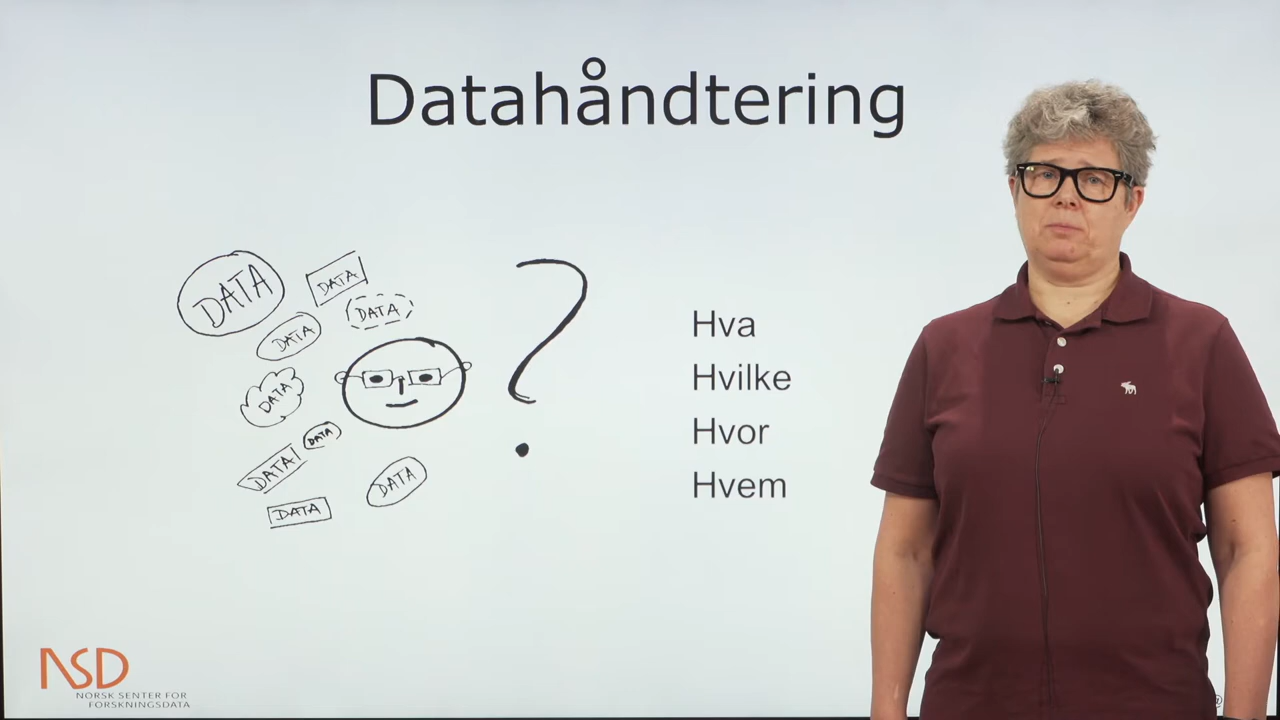 Datahåndtering
DATA
DATA
DATA
DATA
DATA
DATA
DATA
DATA
DATA
?
Hva
Hvilke
Hvor
Hvem
NSD
NORSK SENTER FOR
FORSKNINGSDATA
@